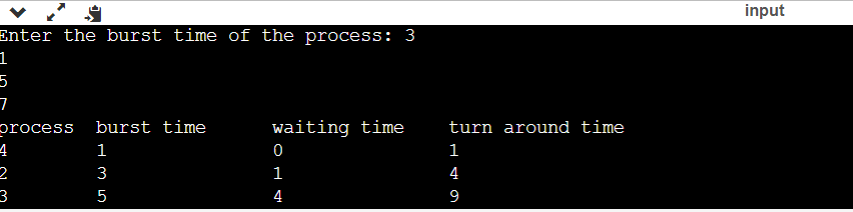 input
Enter the burst time of the process: 3
1
5
7
process burst time waiting time turn around time
4 1 0 1
2 3 1 4
3 5 4 9